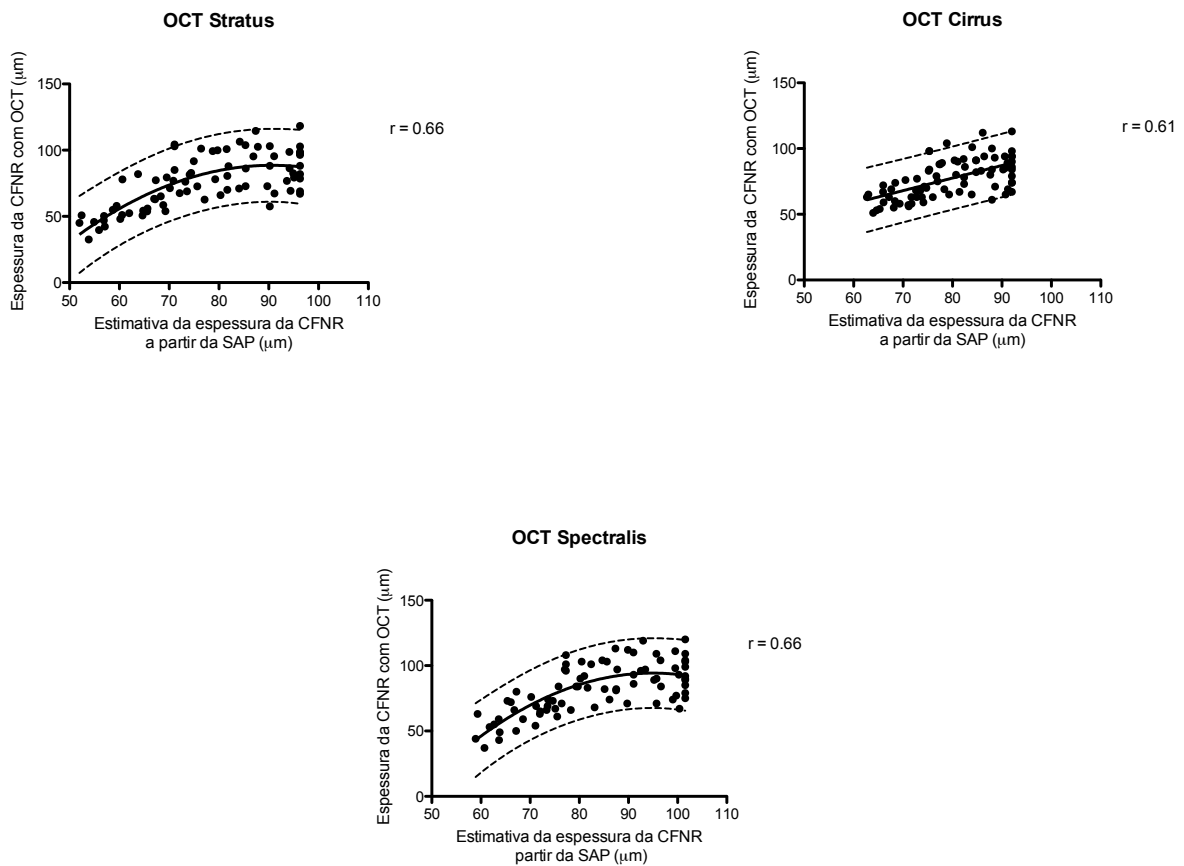 OCT Stratus
Espessura da CFNR com OCT (μm)
150
100
50
0
50 60 70 80 90 100 110
Estimativa da espessura da CFNR
a partir da SAP (μm)
r = 0.66
OCT Cirrus
Espessura da CFNR com OCT (μm)
150
100
50
0
50 60 70 80 90 100 110
Estimativa da espessura da CFNR
a partir da SAP (μm)
r = 0.61
OCT Spectralis
Espessura da CFNR com OCT (μm)
150
100
50
0
50 60 70 80 90 100 110
Estimativa da espessura da CFNR
partir da SAP (μm)
r = 0.66